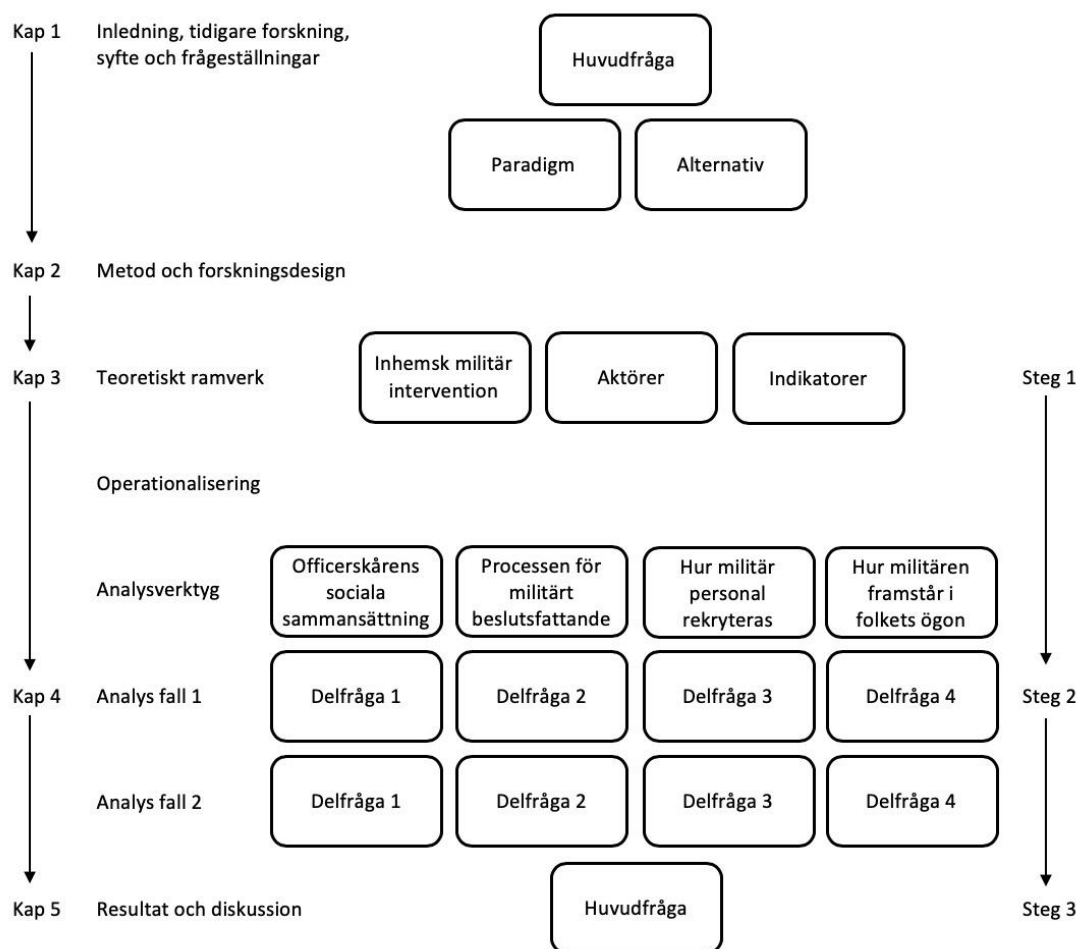 Kap 1
Inledning, tidigare forskning,
syfte och frågeställningar
Huvudfråga
Paradigm
Alternativ
Kap 2
Metod och forskningsdesign
Kap 3
Teoretiskt ramverk
Inhemsk militär
intervention
Aktörer
Indikatorer
Steg 1
Operationalisering
Analysverktyg
Officerskårens
sociala
sammansättning
Processen för
militärt
beslutsfattande
Hur militär
personal
rekryteras
Hur militären
framstår i
folkets ögon
Kap 4
Analys fall 1
Delfråga 1
Delfråga 2
Delfråga 3
Delfråga 4
Steg 2
Analys fall 2
Delfråga 1
Delfråga 2
Delfråga 3
Delfråga 4
Kap 5
Resultat och diskussion
Huvudfråga
Steg 3